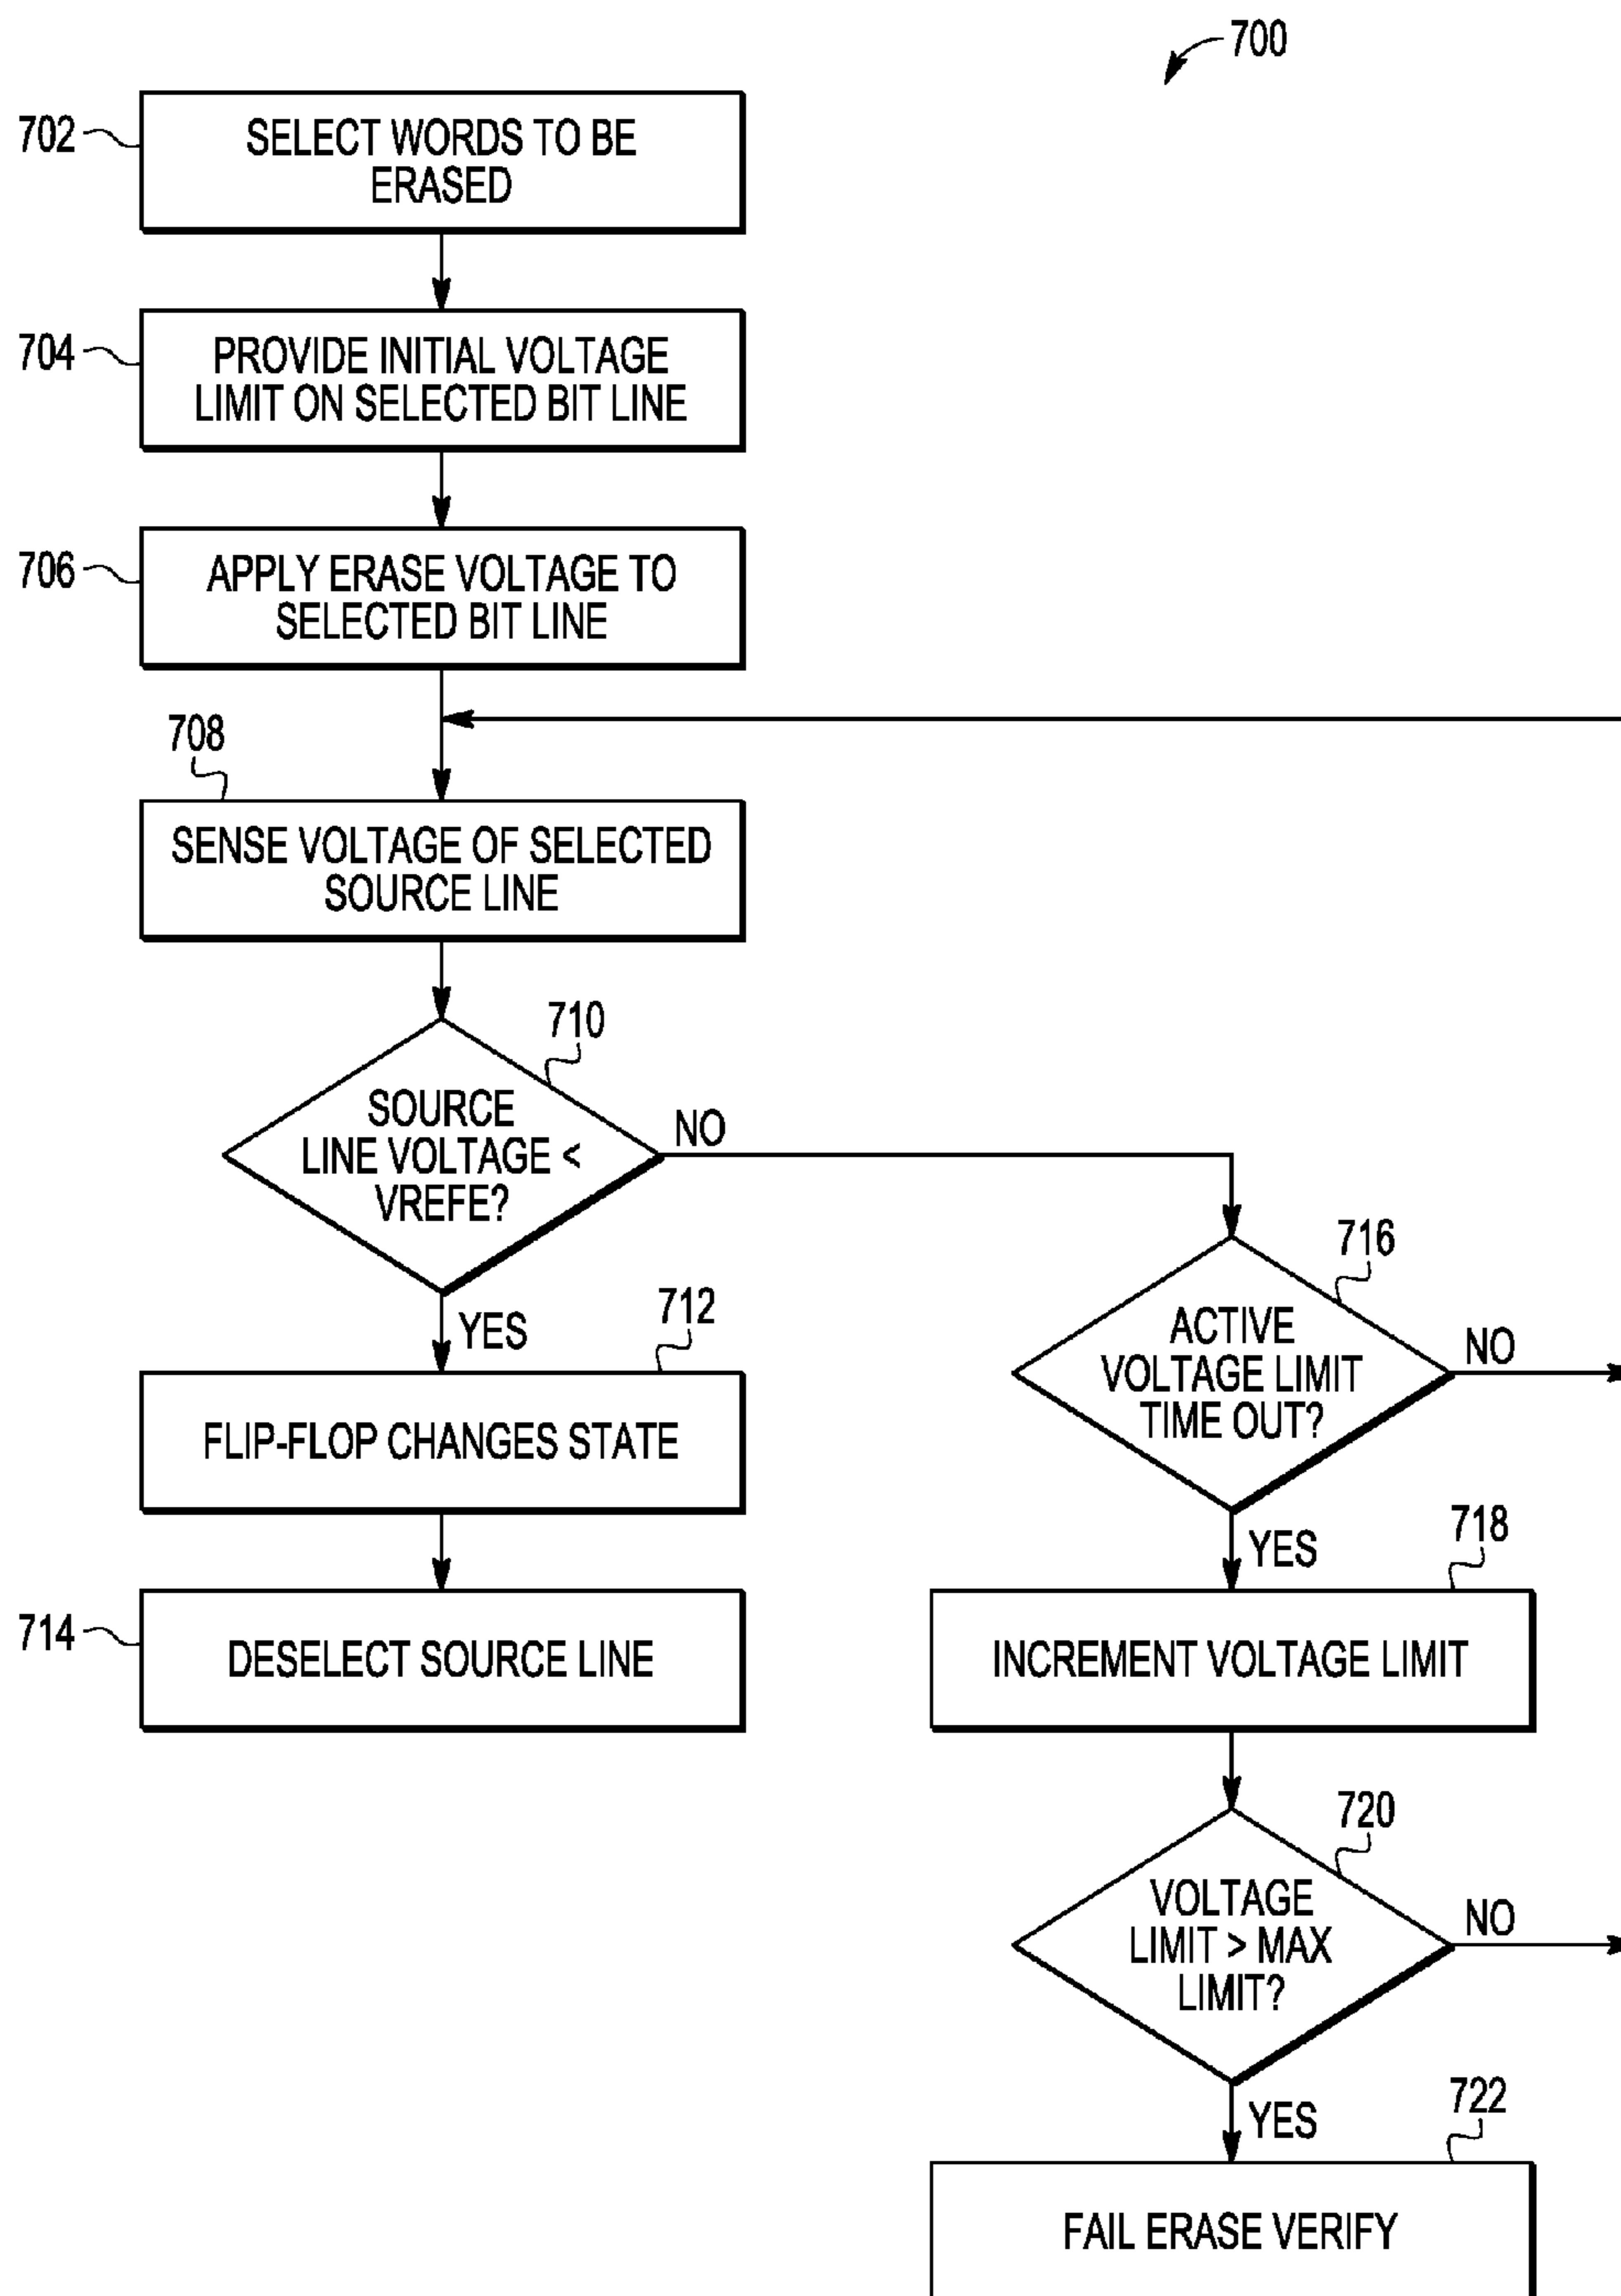 700
702
SELECT WORDS TO BE
ERASED
704
PROVIDE INITIAL VOLTAGE
LIMIT ON SELECTED BIT LINE
706
APPLY ERASE VOLTAGE TO
SELECTED BIT LINE
708
SENSE VOLTAGE OF SELECTED
SOURCE LINE
710
SOURCE
LINE VOLTAGE <
VREFE?
NO
YES
712
FLIP-FLOP CHANGES STATE
714
DESELECT SOURCE LINE
716
ACTIVE
VOLTAGE LIMIT
TIME OUT?
NO
YES
718
INCREMENT VOLTAGE LIMIT
720
VOLTAGE
LIMIT > MAX
LIMIT?
NO
YES
722
FAIL ERASE VERIFY